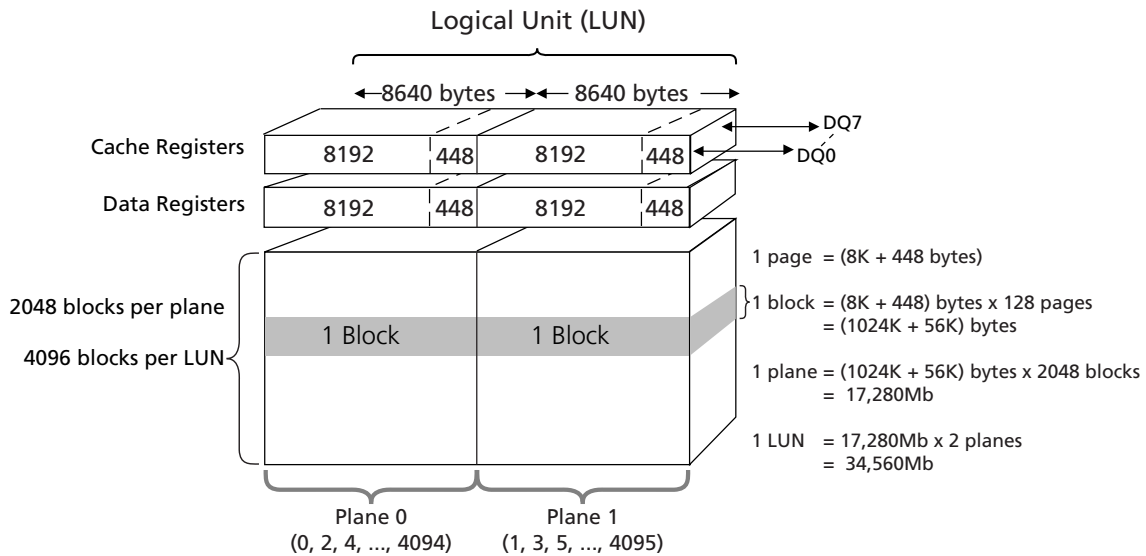 Logical Unit (LUN)
8640 bytes 8640 bytes
Cache Registers
8192 448 8192 448
DQ7
DQ0
Data Registers
8192 448 8192 448
2048 blocks per plane
4096 blocks per LUN
1 Block 1 Block
1 page = (8K + 448 bytes)
1 block = (8K + 448) bytes x 128 pages
= (1024K + 56K) bytes
1 plane = (1024K + 56K) bytes x 2048 blocks
= 17,280Mb
1 LUN = 17,280Mb x 2 planes
= 34,560Mb
Plane 0
(0, 2, 4, ..., 4094)
Plane 1
(1, 3, 5, ..., 4095)